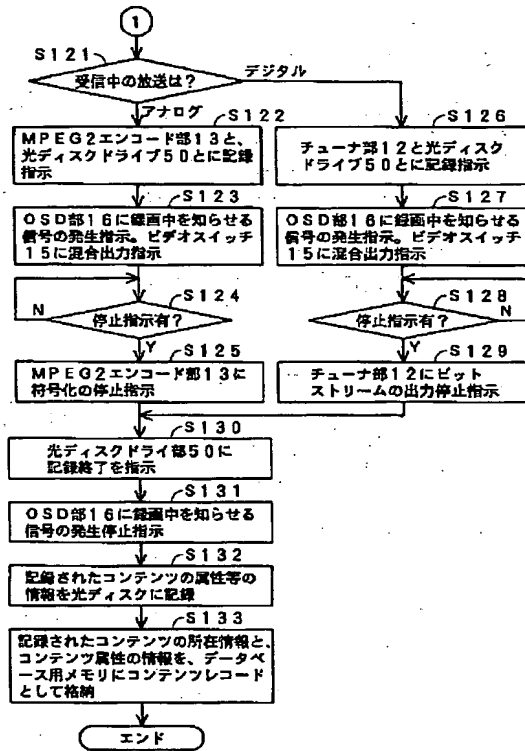 1
S121
受信中の放送は?
デジタル
アナログ
S122
MPEG2エンコード部13と、
光ディスクドライブ50とに記録
指示
S126
チューナ部12と光ディスク
ドライブ50とに記録指示
S123
OSD部16に録画中を知らせる
信号の発生指示。ビデオスイッチ
15に混合出力指示
S127
OSD部16に録画中を知らせる
信号の発生指示。ビデオスイッチ
15に混合出力指示
S124
N
停止指示有?
Y
S128
停止指示有?
N
Y
S125
MPEG2エンコード部13に
符号化の停止指示
S129
チューナ部12にビット
ストリームの出力停止指示
S130
光ディスクドライ部50に
記録終了を指示
S131
OSD部16に録画中を知らせる
信号の発生停止指示
S132
記録されたコンテンツの属性等の
情報を光ディスクに記録
S133
記録されたコンテンツの所在情報と、
コンテンツ属性の情報を、データベ
ース用メモリにコンテンツレコード
として格納
エンド